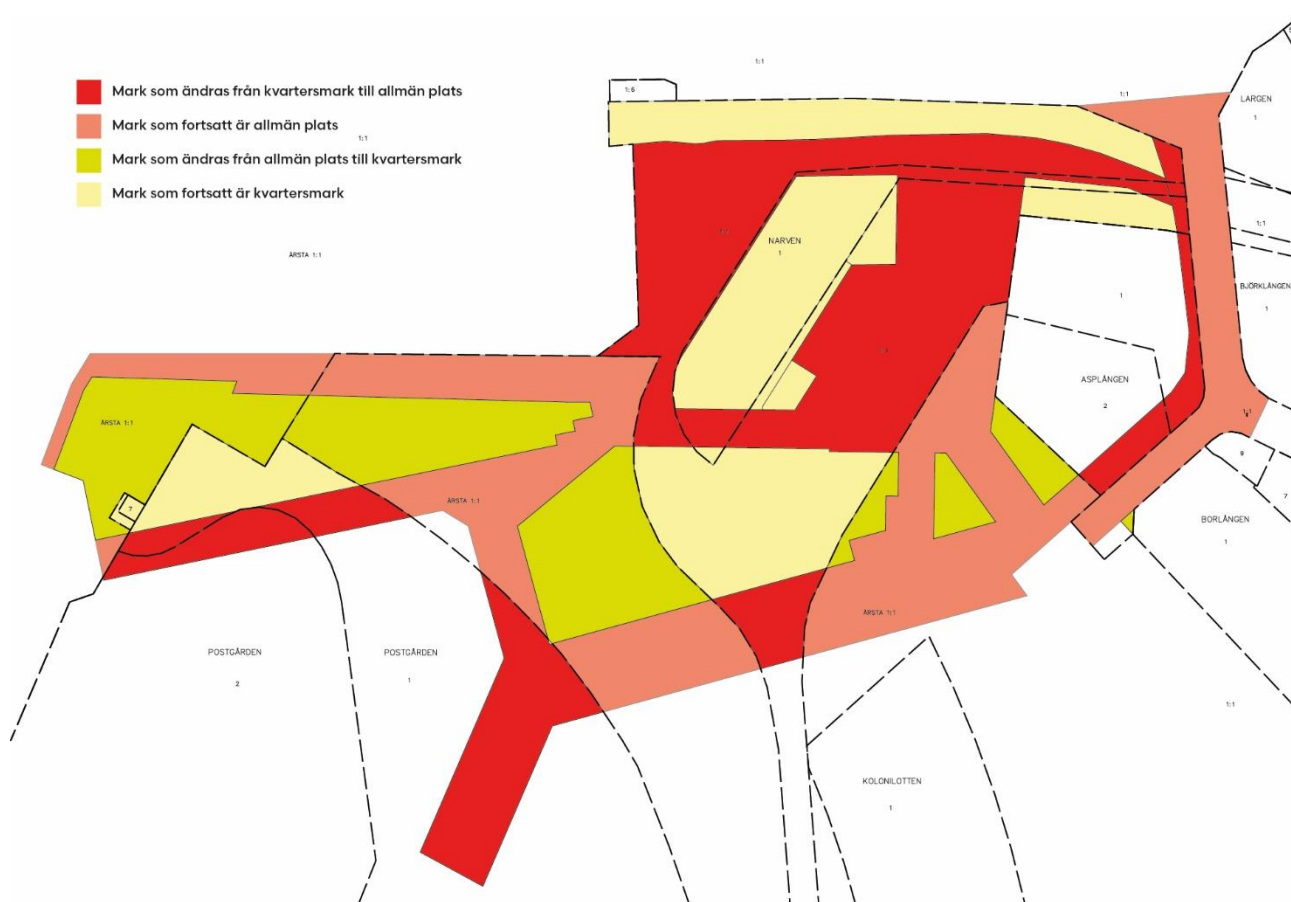 Mark som ändras från kvartersmark till allmän plats
Mark som fortsatt är allmän plats
Mark som ändras från allmän plats till kvartersmark
Mark som fortsatt är kvartersmark
1:1
1:1
1:6
1:1
LARGEN
1
1:1
ÅRSTA 1:1
NARVEN
1
1:1
BJÖRKLÅNGEN
1
1
ASPLÅNGEN
2
ÅRSTA 1:1
9
7
ÅRSTA 1:1
7
BORLÅNGEN
1
ÅRSTA 1:1
POSTGÅRDEN
2
POSTGÅRDEN
1
1:1
KOLONILOTTEN
1